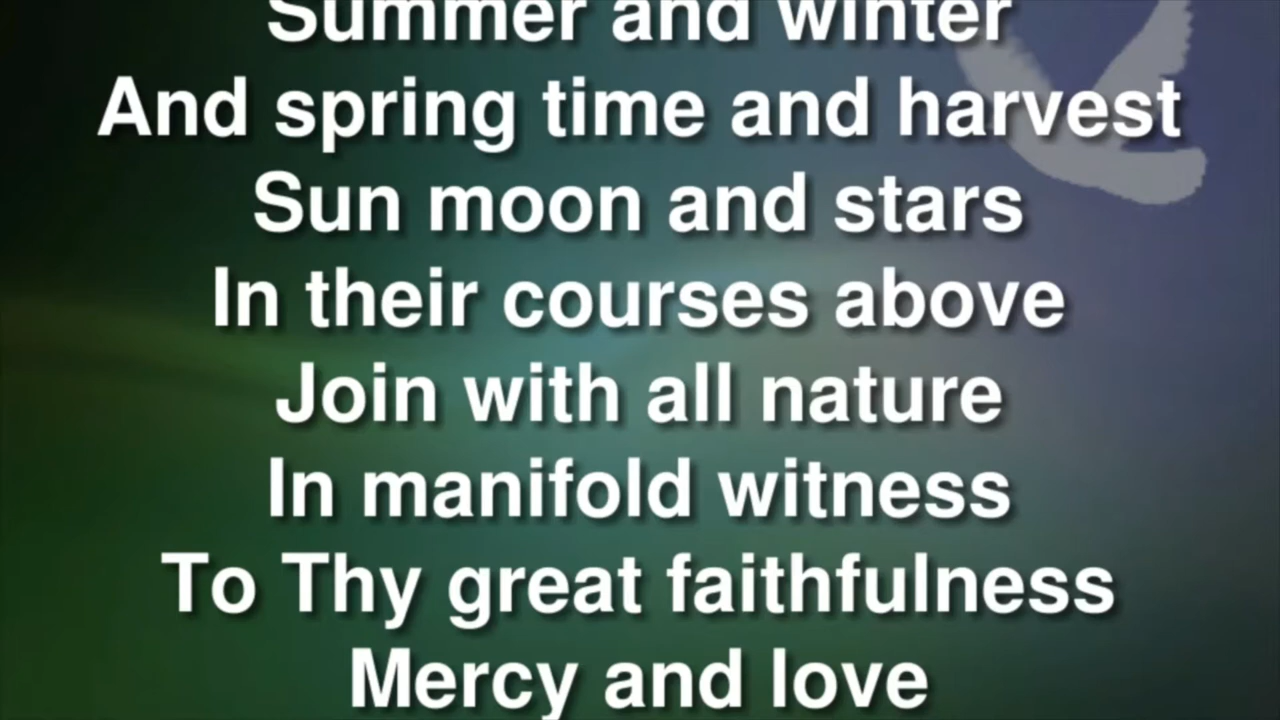 Summer and winter
And spring time and harvest
Sun moon and stars
In their courses above
Join with all nature
In manifold witness
To Thy great faithfulness
Mercy and love